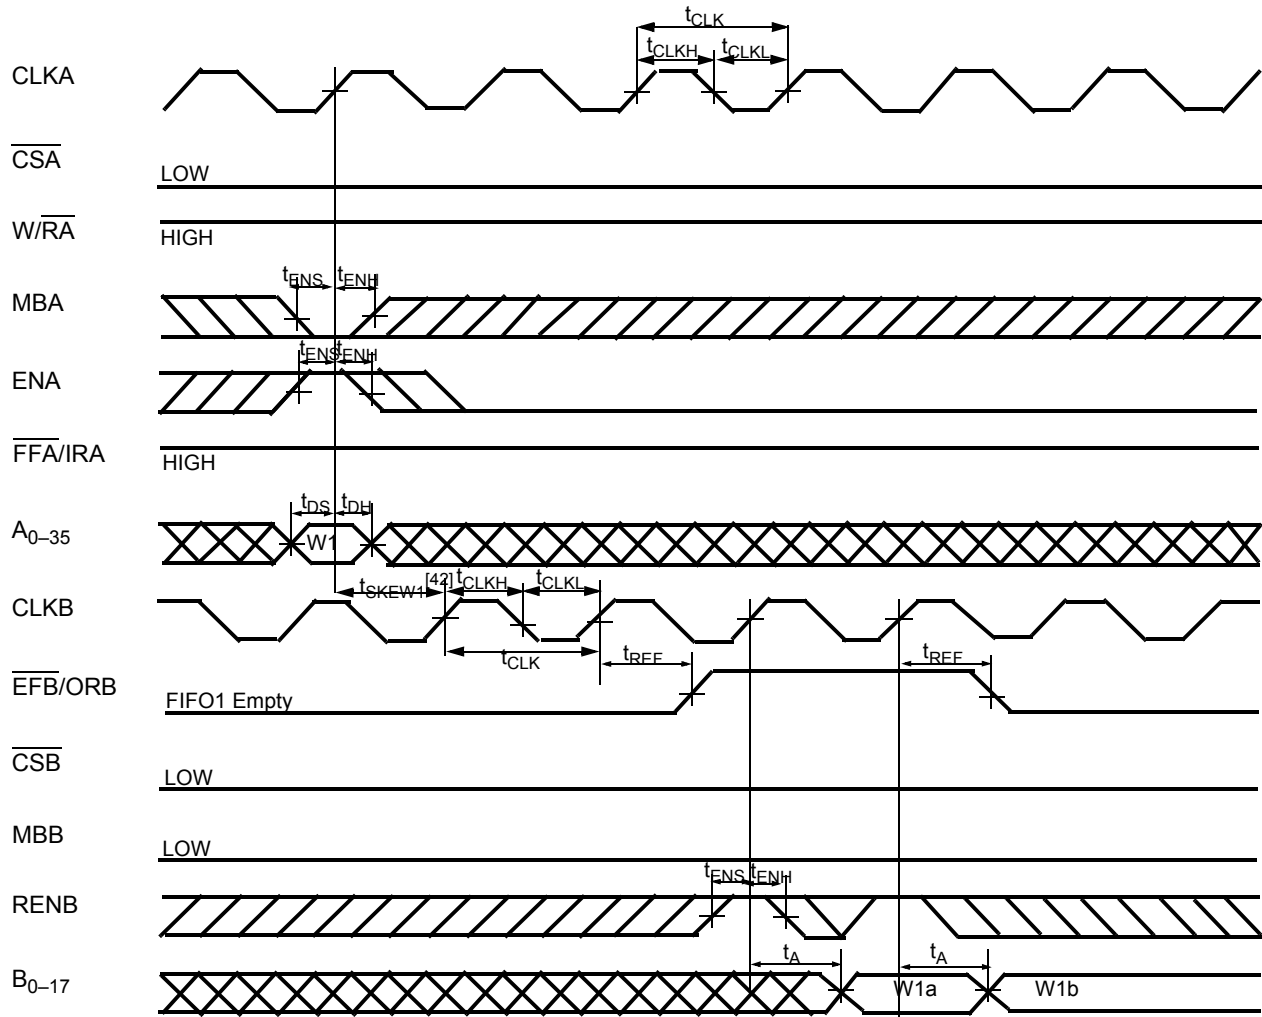 tCLK
tCLKH tCLKL
CLKA
CSA
LOW
W/RA
HIGH
tENS tENH
MBA
tENS tENH
ENA
FFA/IRA
HIGH
tDS tDH
A0–35
W1
tSKEW1[42] tCLKH tCLKL
CLKB
tCLK tREF tREF
EFB/ORB
FIFO1 Empty
CSB
LOW
MBB
LOW
tENS tENH
RENB
tA tA
B0–17
W1a W1b